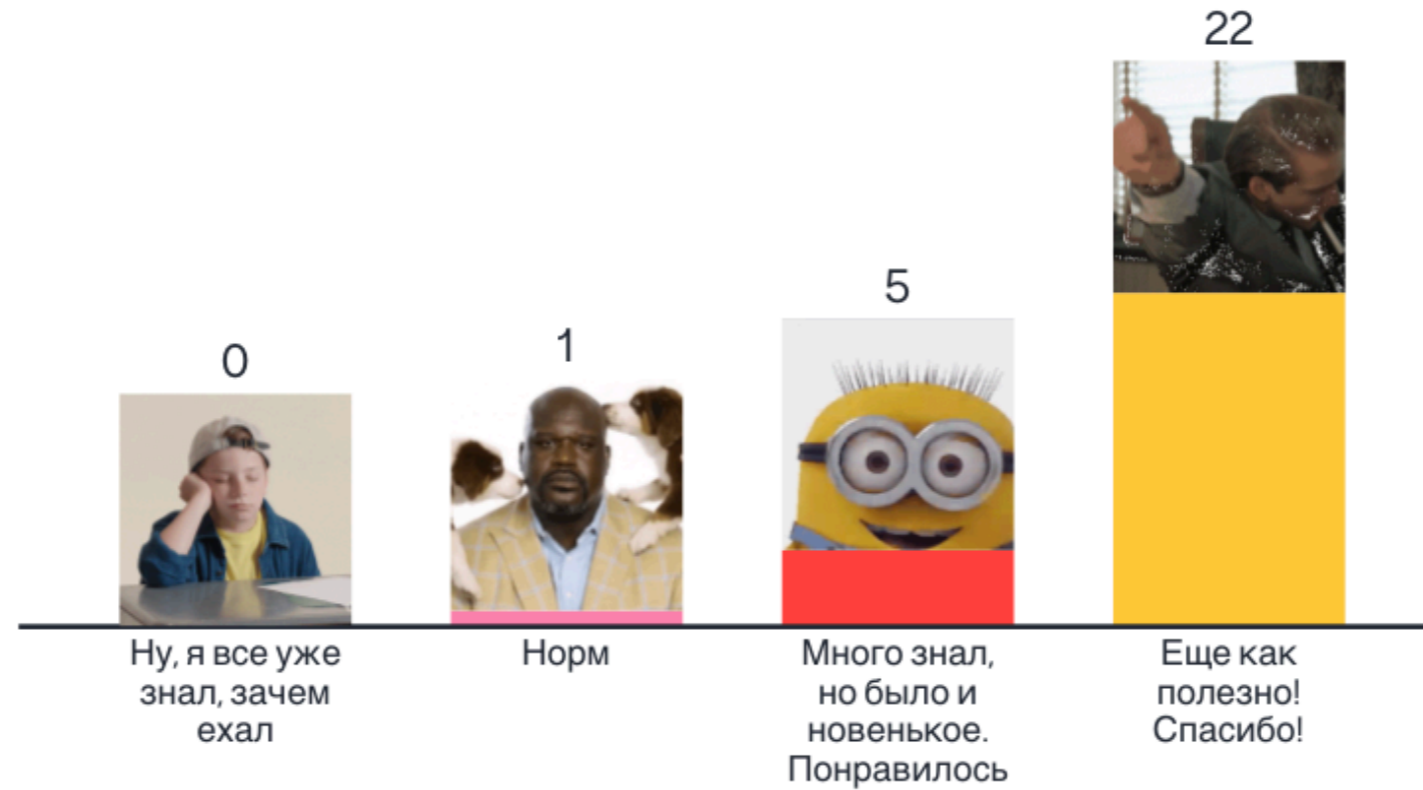 0
1
5
22
Ну, я все уже
знал, зачем
ехал
Норм
Много знал,
но было и
новенькое.
Понравилось
Еще как
полезно!
Спасибо!